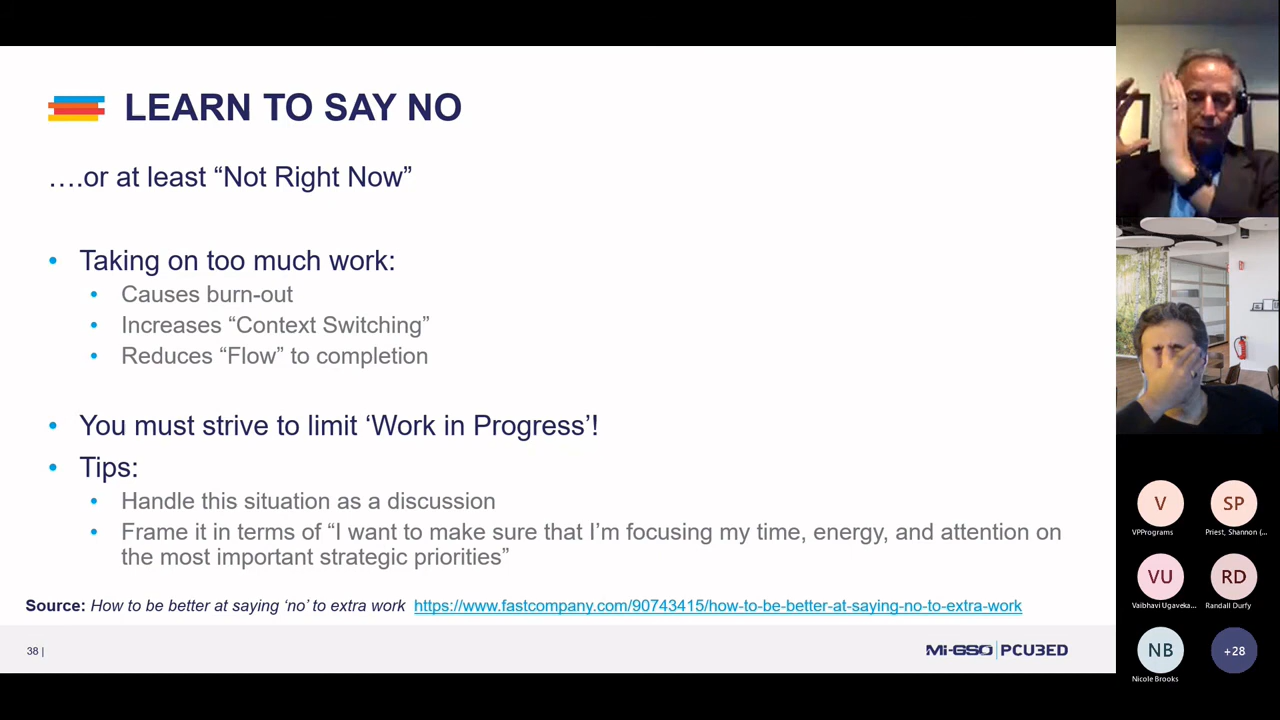 LEARN TO SAY NO
….or at least “Not Right Now”
• Taking on too much work:
• Causes burn-out
• Increases “Context Switching”
• Reduces “Flow” to completion
• You must strive to limit ‘Work in Progress’!
• Tips:
• Handle this situation as a discussion
• Frame it in terms of “I want to make sure that I’m focusing my time, energy, and attention on
the most important strategic priorities”
Source: How to be better at saying ‘no’ to extra work https://www.fastcompany.com/90743415/how-to-be-better-at-saying-no-to-extra-work
38 |
Mi-GSO | PCUBED
V
VPPrograms
SP
Priest, Shannon (...
VU
Vaibhavi Ugaveka...
RD
Randall Durfy
NB
Nicole Brooks
+28